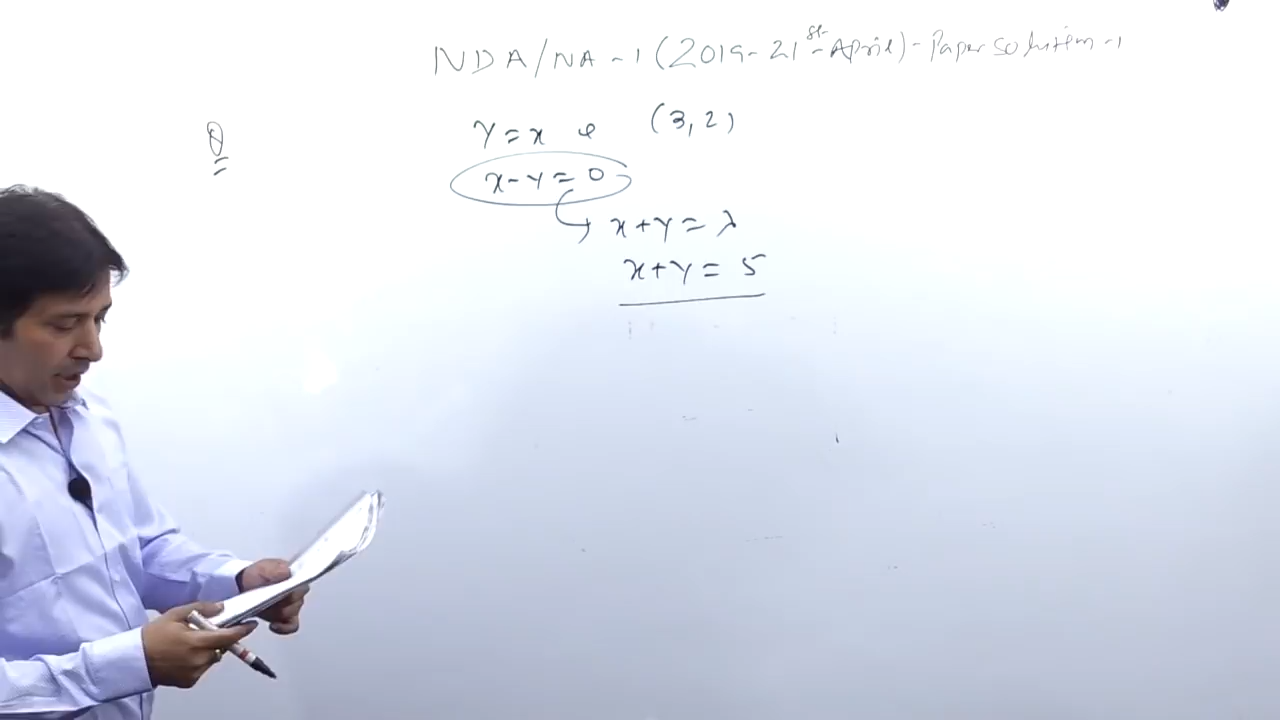 NDA/NA-1 (2019-21st-April)-Paper solution-1
Q
y=x & (3,2)
x-y=0
x+y=λ
x+y=5